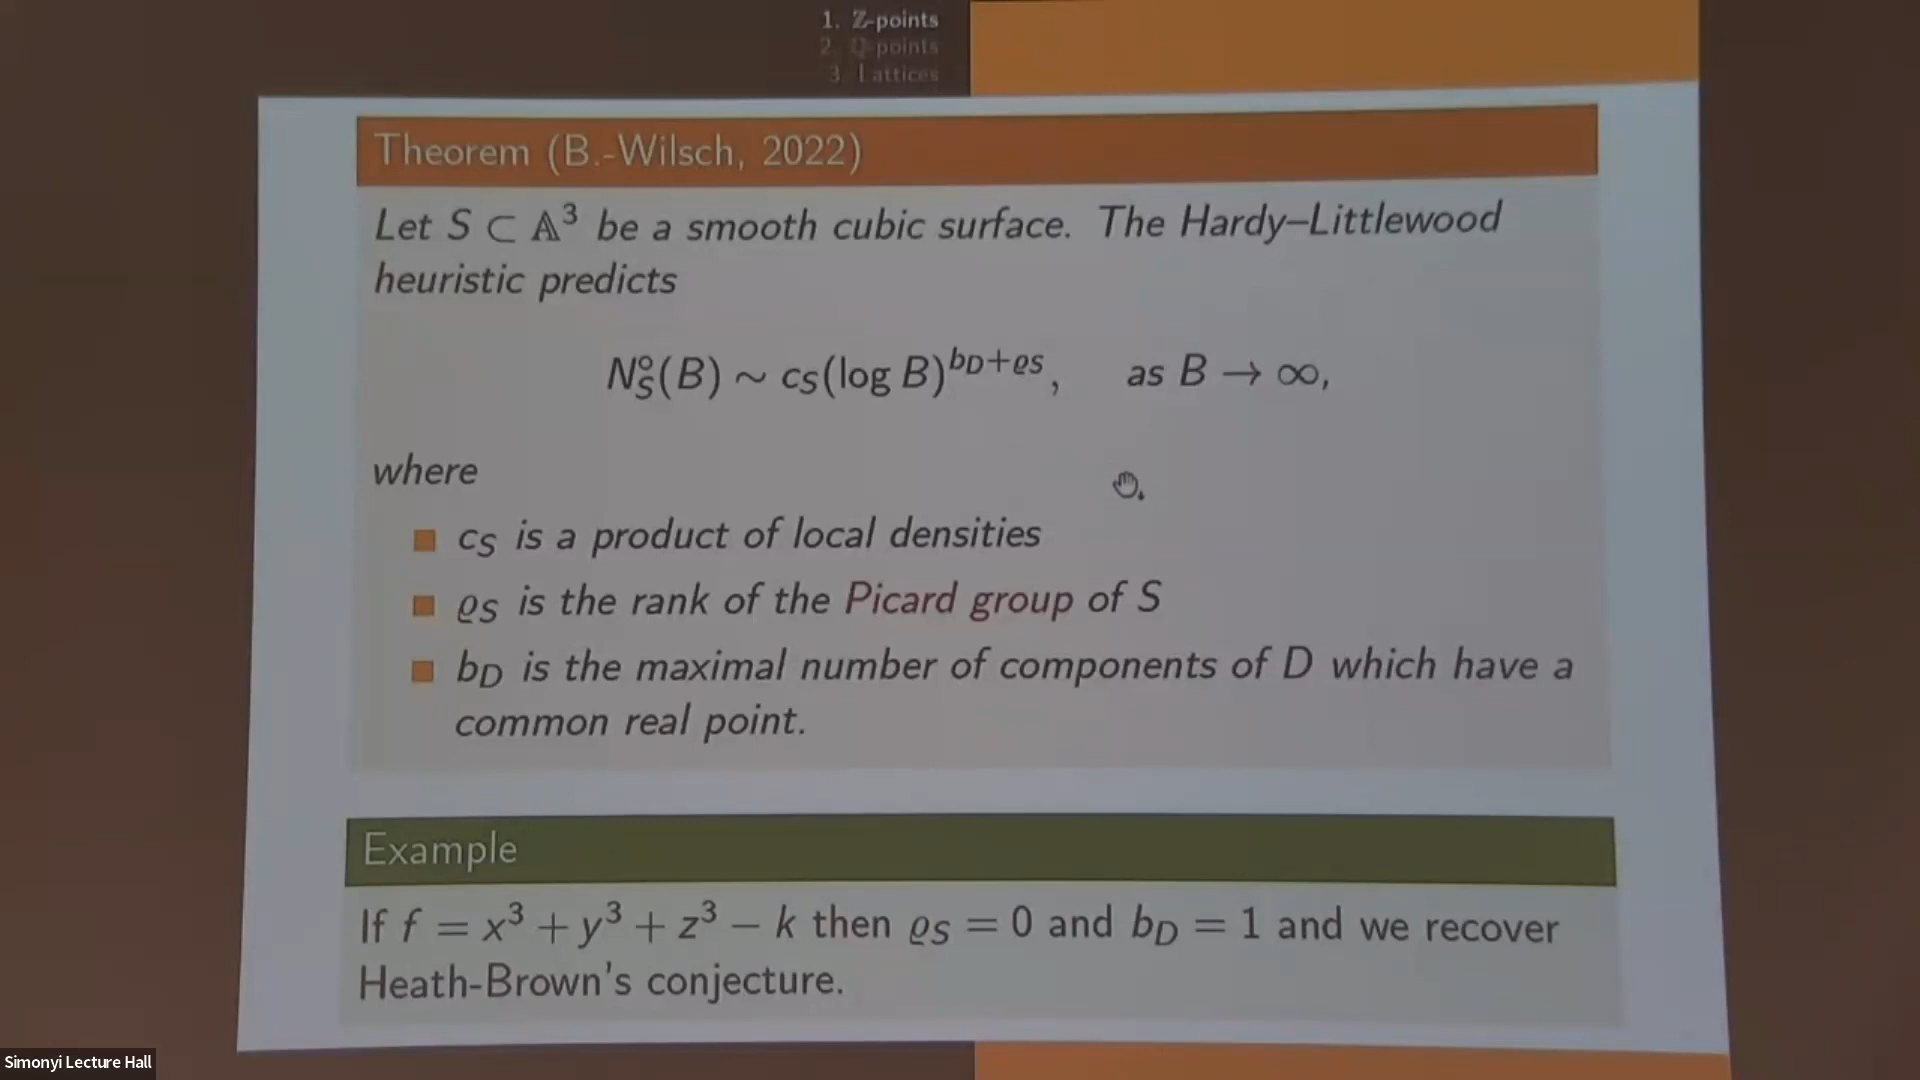 1. ℤ-points
2. ℚ-points
3. Lattices
Theorem (B.-Wilsch, 2022)
Let S ⊂ 𝔸³ be a smooth cubic surface. The Hardy–Littlewood
heuristic predicts
N°_S(B) ~ c_S(log B)^{b_D+ϱ_S}, as B → ∞,
where
■ c_S is a product of local densities
■ ϱ_S is the rank of the Picard group of S
■ b_D is the maximal number of components of D which have a
common real point.
Example
If f = x³ + y³ + z³ − k then ϱ_S = 0 and b_D = 1 and we recover
Heath-Brown's conjecture.
Simonyi Lecture Hall